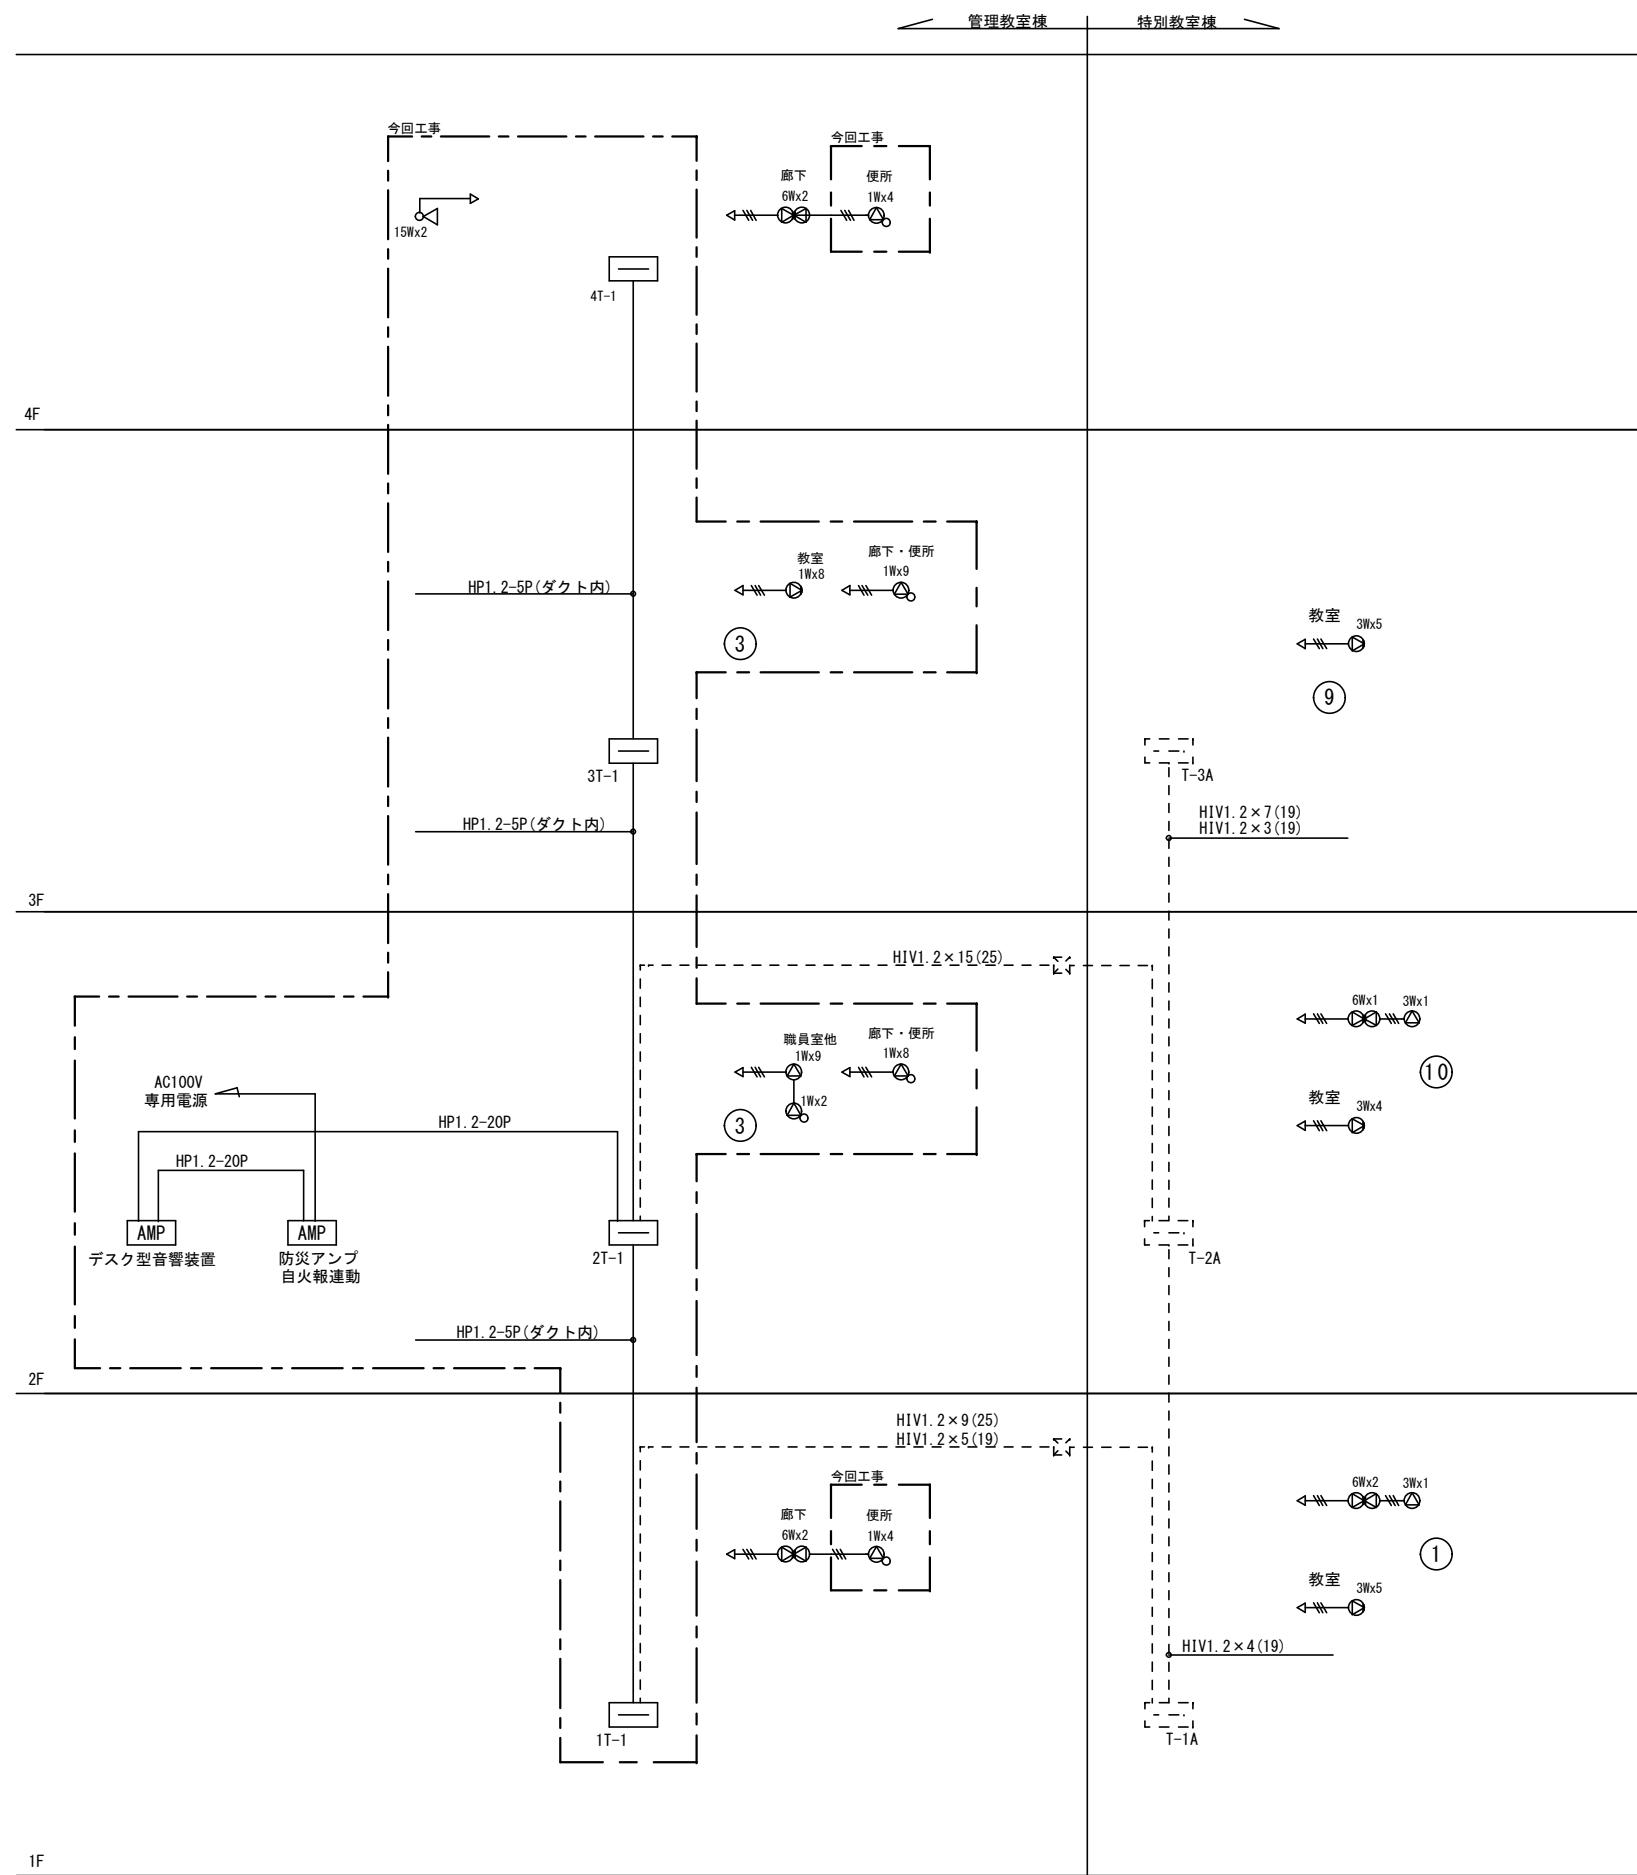 管理教室棟 特別教室棟
今回工事
15Wx2
4T-1
廊下
6Wx2
今回工事
便所
1Wx4
4F
HP1.2-5P(ダクト内)
教室
1Wx8
廊下・便所
1Wx9
3
教室
3Wx5
9
3T-1
T-3A
HP1.2-5P(ダクト内)
HIV1.2×7(19)
HIV1.2×3(19)
3F
HIV1.2×15(25)
職員室他
1Wx9
1Wx2
廊下・便所
1Wx8
3
6Wx1 3Wx1
10
教室
3Wx4
AC100V
専用電源
HP1.2-20P
HP1.2-20P
AMP
デスク型音響装置
AMP
防災アンプ
自火報連動
2T-1
T-2A
HP1.2-5P(ダクト内)
2F
HIV1.2×9(25)
HIV1.2×5(19)
廊下
6Wx2
今回工事
便所
1Wx4
6Wx2 3Wx1
1
教室
3Wx5
HIV1.2×4(19)
1T-1
T-1A
1F